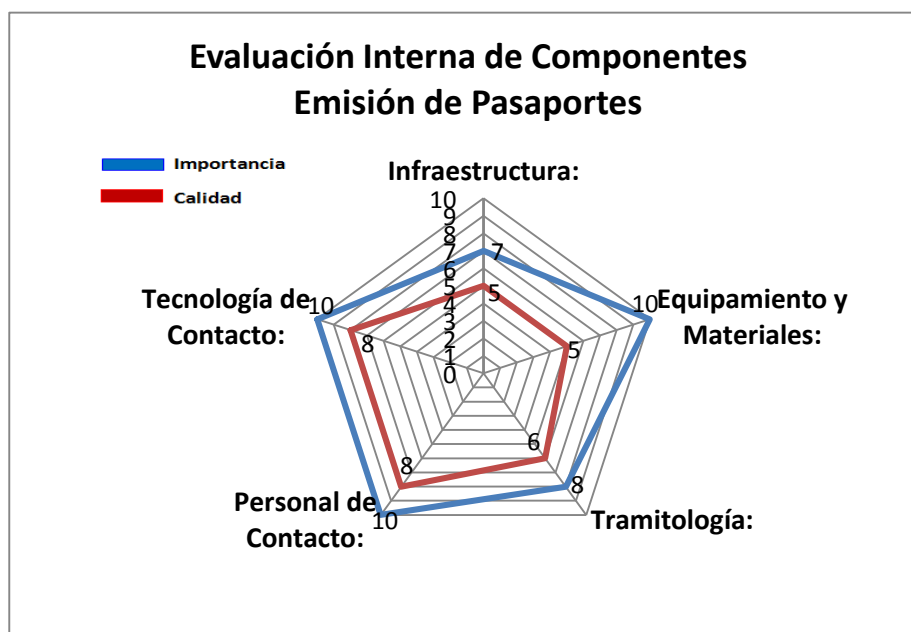 Evaluación Interna de Componentes
Emisión de Pasaportes
Importancia
Calidad
Infraestructura:
10
9
8
7
6
5
4
3
2
1
0
7
5
Tecnología de
Contacto:
10
8
10
5
Equipamiento y
Materiales:
6
8
Tramitología:
8
10
Personal de
Contacto: